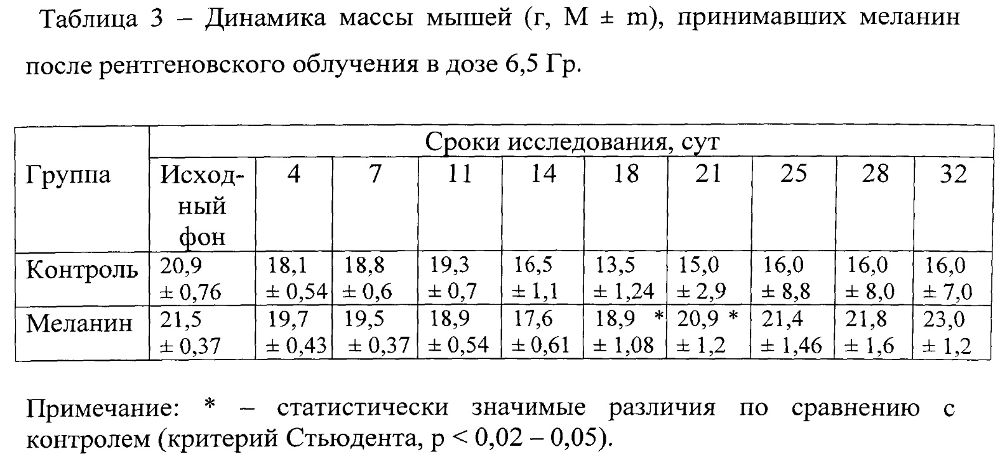 Таблица 3 – Динамика массы мышей (г, М ± m), принимавших меланин
после рентгеновского облучения в дозе 6,5 Гр.
Сроки исследования, сут
Группа Исход- 4 7 11 14 18 21 25 28 32
ный
фон
Контроль 20,9 18,1 18,8 19,3 16,5 13,5 15,0 16,0 16,0 16,0
± 0,76 ± 0,54 ± 0,6 ± 0,7 ± 1,1 ± 1,24 ± 2,9 ± 8,8 ± 8,0 ± 7,0
Меланин 21,5 19,7 19,5 18,9 17,6 18,9 * 20,9 * 21,4 21,8 23,0
± 0,37 ± 0,43 ± 0,37 ± 0,54 ± 0,61 ± 1,08 ± 1,2 ± 1,46 ± 1,6 ± 1,2
Примечание: * – статистически значимые различия по сравнению с
контролем (критерий Стьюдента, р < 0,02 – 0,05).